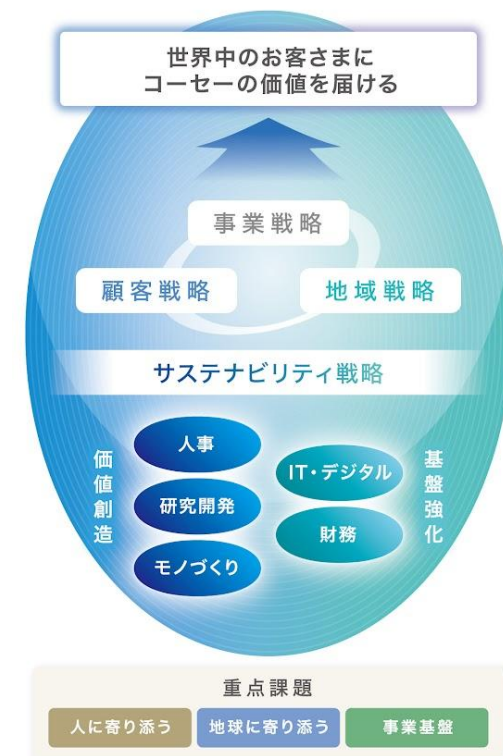 世界中のお客さまに
コーセーの価値を届ける
事業戦略
顧客戦略
地域戦略
サステナビリティ戦略
価値創造
人事
研究開発
モノづくり
IT・デジタル
財務
基盤強化
重点課題
人に寄り添う
地球に寄り添う
事業基盤